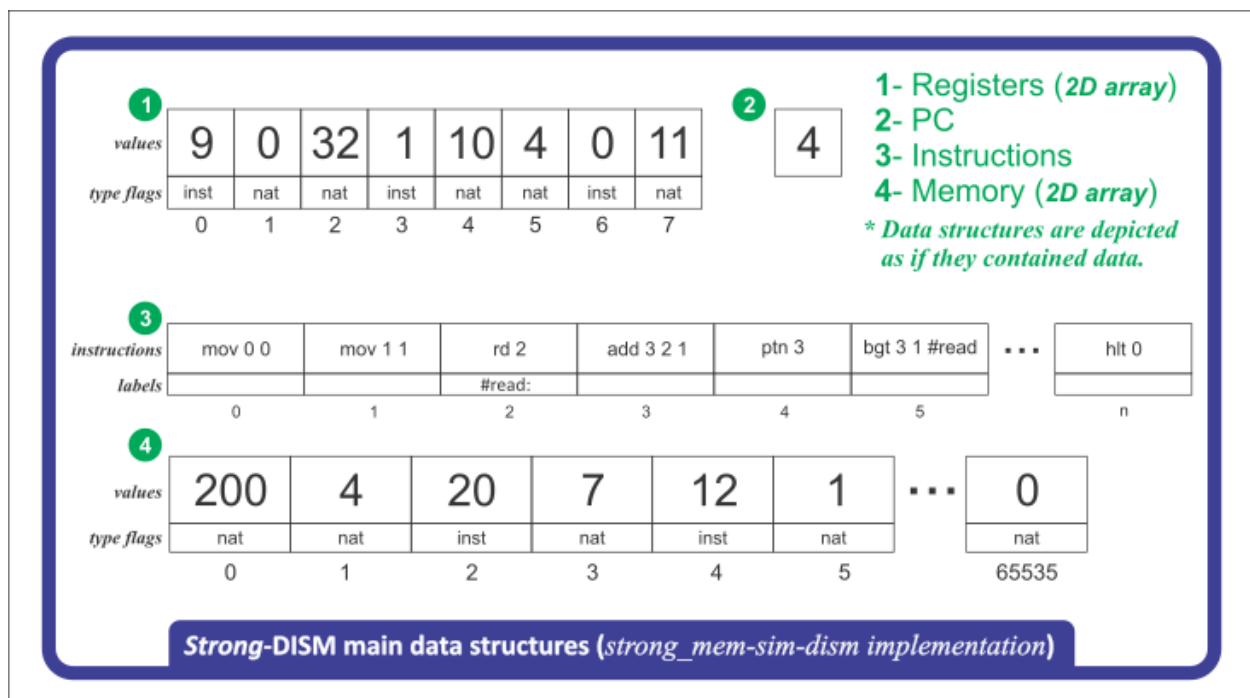 1
values 9 0 32 1 10 4 0 11
type flags inst nat nat inst nat nat inst nat
0 1 2 3 4 5 6 7
2
4
1- Registers (2D array)
2- PC
3- Instructions
4- Memory (2D array)
* Data structures are depicted
as if they contained data.
3
instructions mov 0 0 mov 1 1 rd 2 add 3 2 1 ptn 3 bgt 3 1 #read ... hlt 0
labels #read:
0 1 2 3 4 5 n
4
values 200 4 20 7 12 1 ... 0
type flags nat nat inst nat inst nat nat
0 1 2 3 4 5 65535
Strong-DISM main data structures (strong_mem-sim-dism implementation)